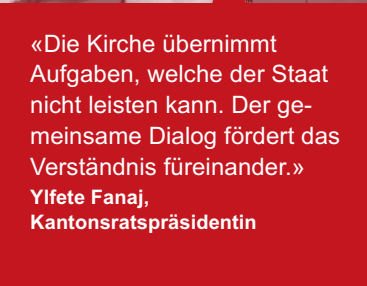 «Die Kirche übernimmt
Aufgaben, welche der Staat
nicht leisten kann. Der ge-
meinsame Dialog fördert das
Verständnis füreinander.»
Ylfete Fanaj,
Kantonsratspräsidentin